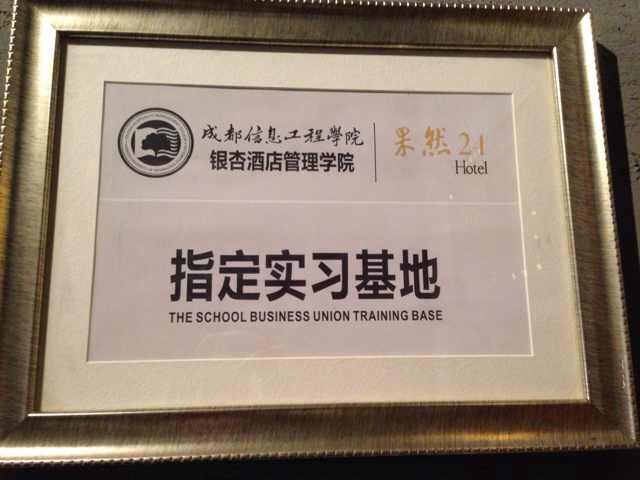 成都信息工程學院
银杏酒店管理学院
果然24
Hotel
指定实习基地
THE SCHOOL BUSINESS UNION TRAINING BASE